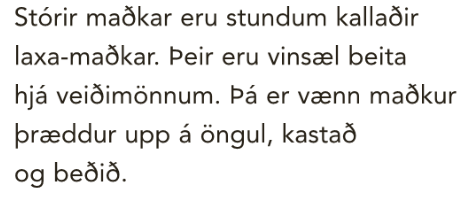 Stórir maðkar eru stundum kallaðir
laxa-maðkar. Þeir eru vinsæl beita
hjá veiðimönnum. Þá er vænn maðkur
þræddur upp á öngul, kastað
og beðið.